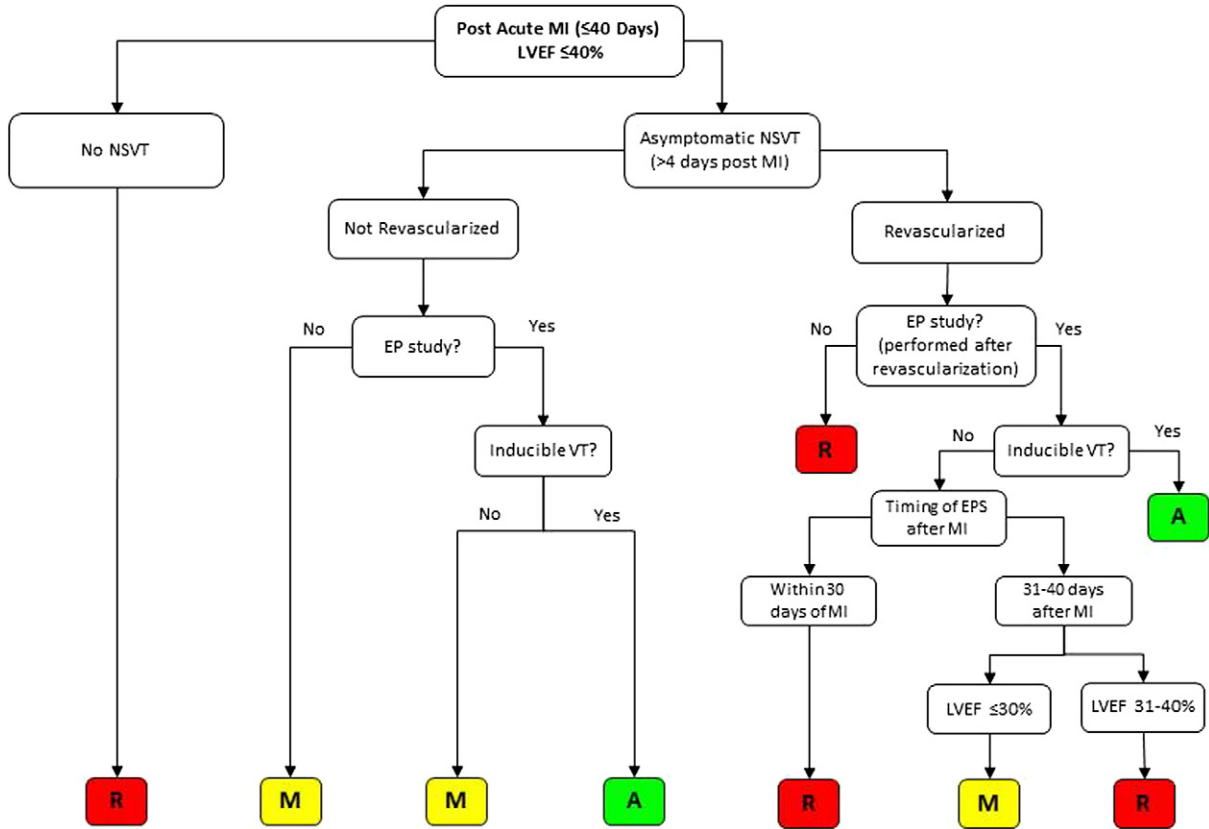 Post Acute MI (≤40 Days)
LVEF ≤40%
No NSVT
Asymptomatic NSVT
(>4 days post MI)
Not Revascularized
Revascularized
No
EP study?
Yes
No
EP study?
(performed after
revascularization)
Yes
Inducible VT?
R
No
Inducible VT?
Yes
No
Yes
Timing of EPS
after MI
A
Within 30
days of MI
31-40 days
after MI
LVEF ≤30%
LVEF 31-40%
R
M
M
A
R
M
R